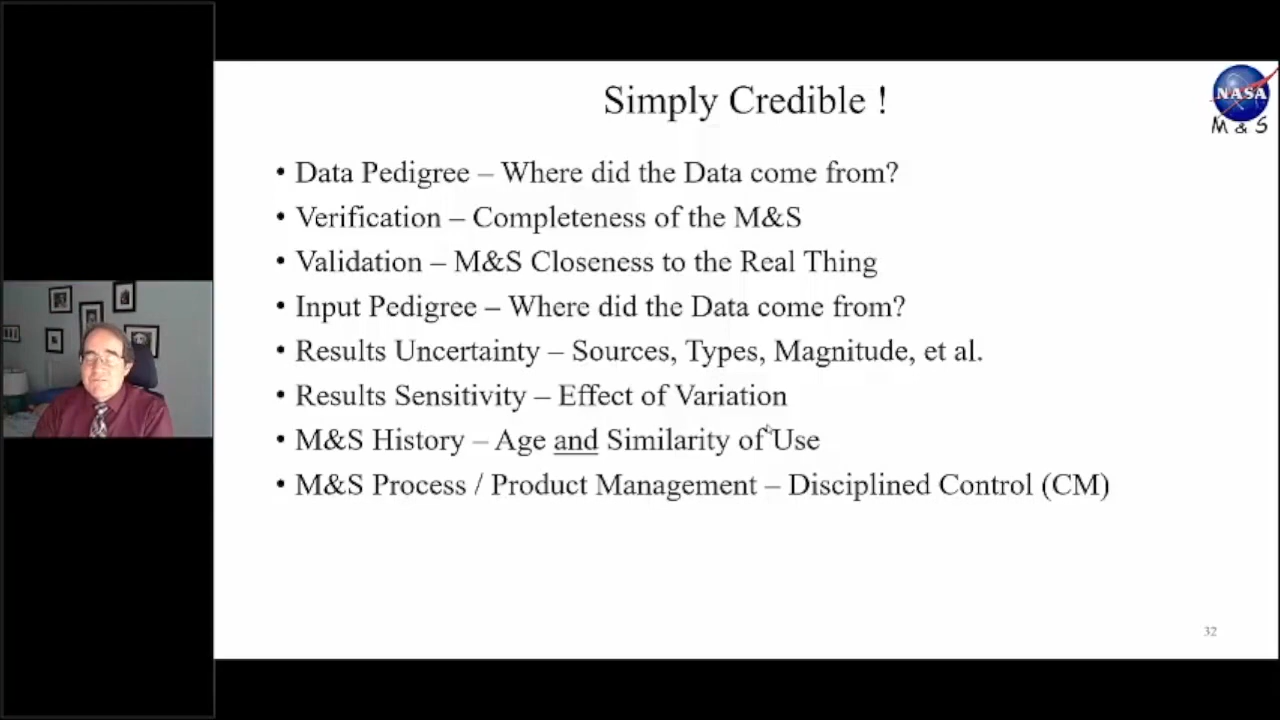 Simply Credible !
NASA
M & S
• Data Pedigree – Where did the Data come from?
• Verification – Completeness of the M&S
• Validation – M&S Closeness to the Real Thing
• Input Pedigree – Where did the Data come from?
• Results Uncertainty – Sources, Types, Magnitude, et al.
• Results Sensitivity – Effect of Variation
• M&S History – Age and Similarity of Use
• M&S Process / Product Management – Disciplined Control (CM)
32